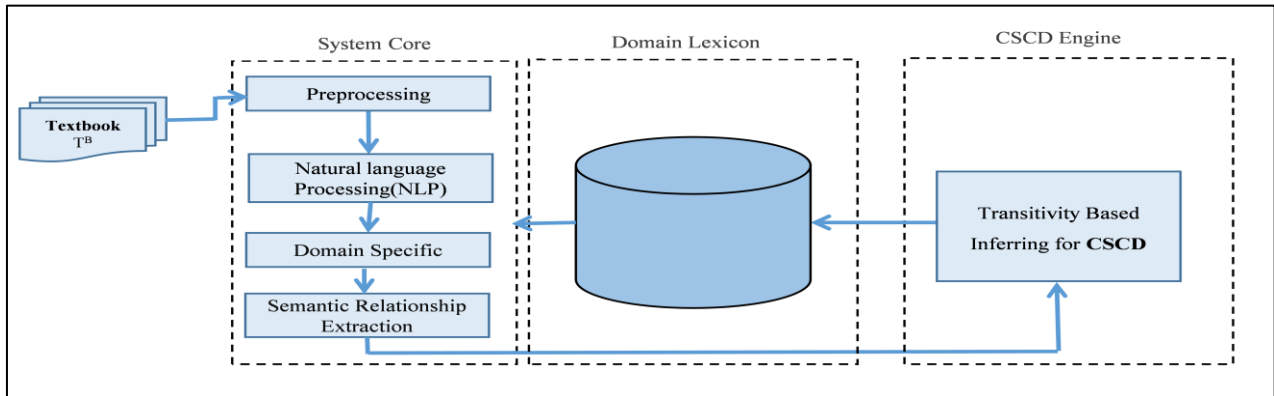 System Core
Domain Lexicon
CSCD Engine
Textbook
Tᴮ
Preprocessing
Natural language
Processing(NLP)
Domain Specific
Semantic Relationship
Extraction
Transitivity Based
Inferring for CSCD